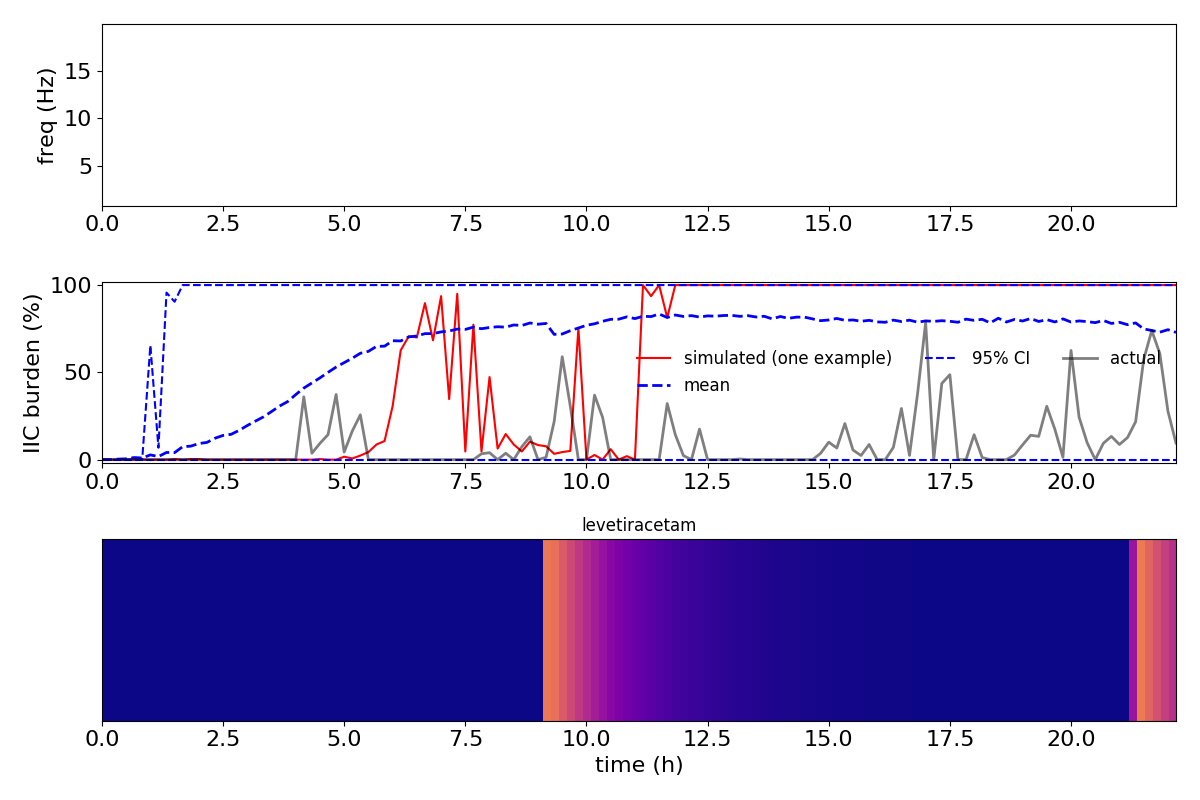 freq (Hz)
15
10
5
0.0 2.5 5.0 7.5 10.0 12.5 15.0 17.5 20.0
IIC burden (%)
100
50
0
simulated (one example) 95% CI actual
mean
0.0 2.5 5.0 7.5 10.0 12.5 15.0 17.5 20.0
levetiracetam
0.0 2.5 5.0 7.5 10.0 12.5 15.0 17.5 20.0
time (h)